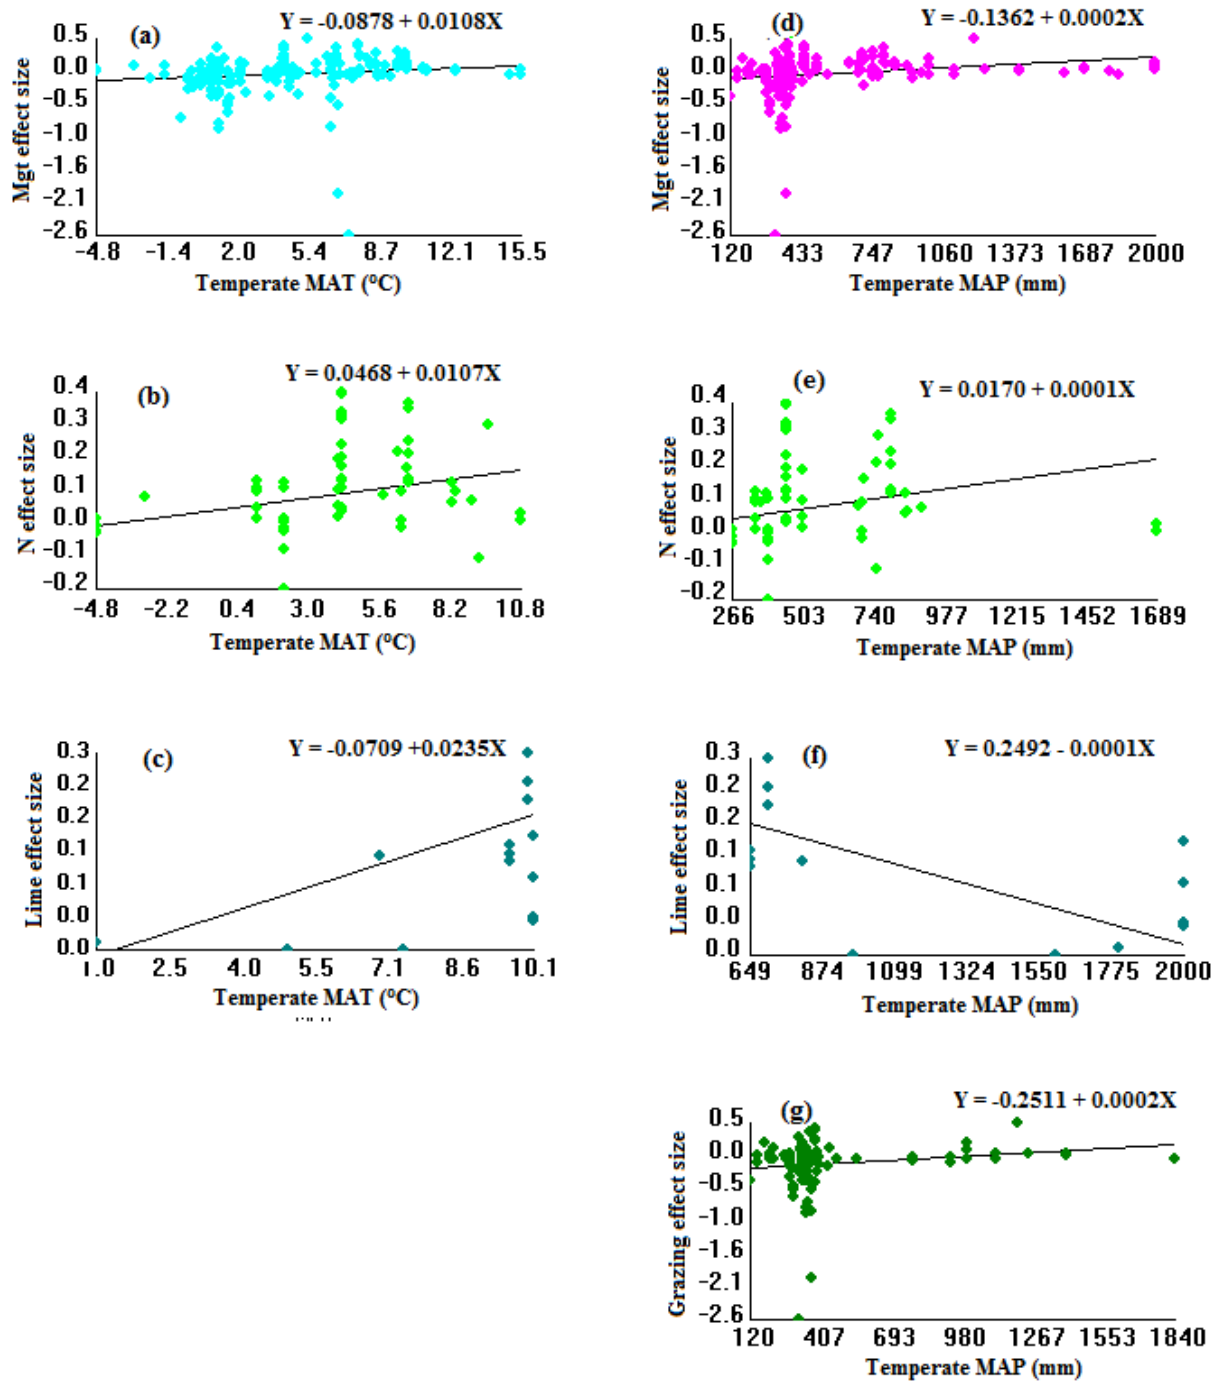 (a)
Y = -0.0878 + 0.0108X
0.5
0.0
-0.5
-1.0
-1.6
-2.1
-2.6
Mgt effect size
-4.8 -1.4 2.0 5.4 8.7 12.1 15.5
Temperate MAT (°C)
(d)
Y = -0.1362 + 0.0002X
0.5
0.0
-0.5
-1.0
-1.6
-2.1
-2.6
Mgt effect size
120 433 747 1060 1373 1687 2000
Temperate MAP (mm)
(b)
Y = 0.0468 + 0.0107X
0.4
0.3
0.2
0.1
0.0
-0.1
-0.2
N effect size
-4.8 -2.2 0.4 3.0 5.6 8.2 10.8
Temperate MAT (°C)
(e)
Y = 0.0170 + 0.0001X
0.4
0.3
0.2
0.1
0.0
-0.1
-0.2
N effect size
266 503 740 977 1215 1452 1689
Temperate MAP (mm)
(c)
Y = -0.0709 +0.0235X
0.3
0.2
0.2
0.1
0.1
0.0
0.0
Lime effect size
1.0 2.5 4.0 5.5 7.1 8.6 10.1
Temperate MAT (°C)
(f)
Y = 0.2492 - 0.0001X
0.3
0.2
0.2
0.1
0.1
0.0
0.0
Lime effect size
649 874 1099 1324 1550 1775 2000
Temperate MAP (mm)
(g)
Y = -0.2511 + 0.0002X
0.5
0.0
-0.5
-1.0
-1.6
-2.1
-2.6
Grazing effect size
120 407 693 980 1267 1553 1840
Temperate MAP (mm)